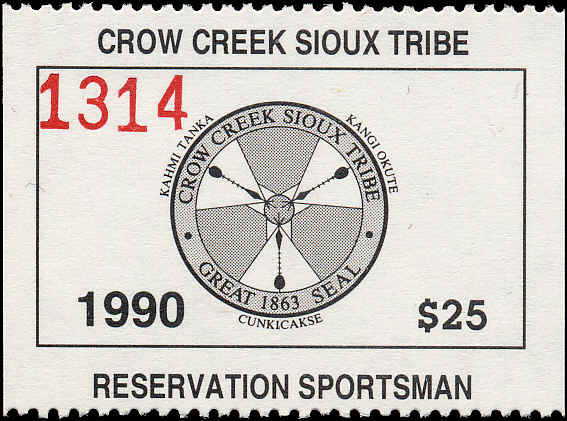 CROW CREEK SIOUX TRIBE
1314
KAHMI TANKA
KANGI OKUTE
CROW CREEK SIOUX TRIBE
GREAT 1863 SEAL
CUNKICAKSE
1990
$25
RESERVATION SPORTSMAN